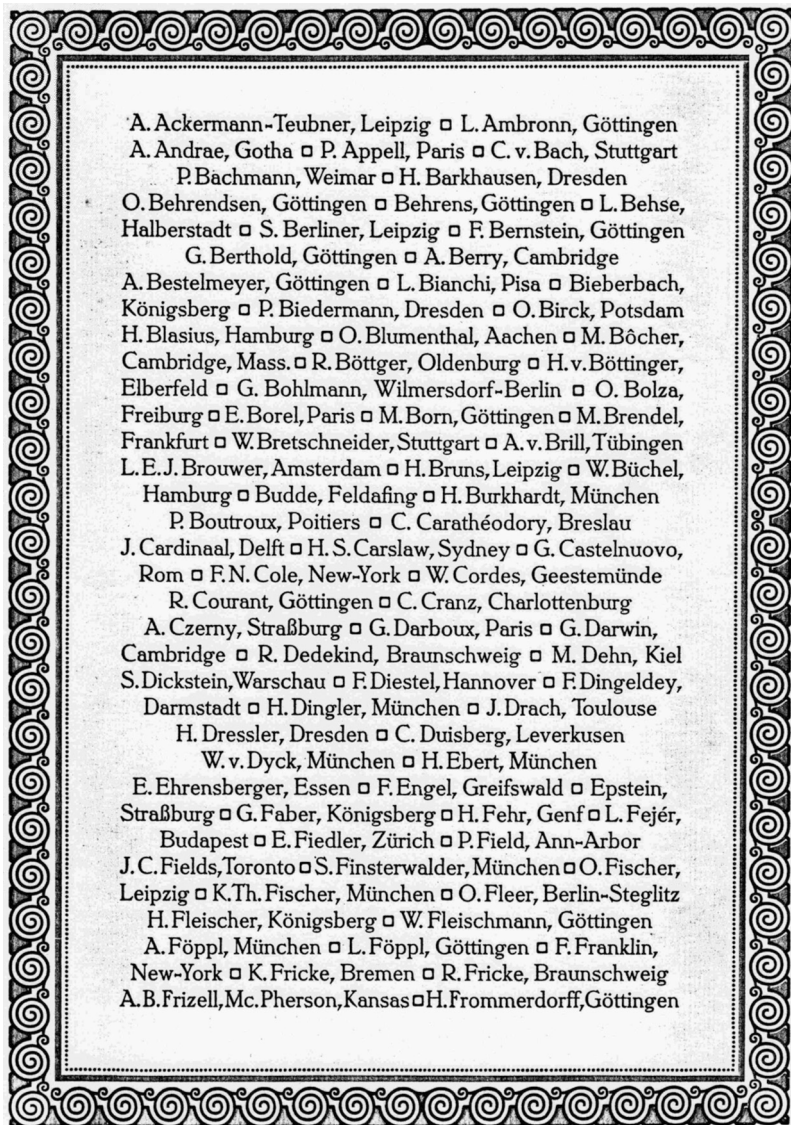 A. Ackermann-Teubner, Leipzig ◻ L. Ambronn, Göttingen
A. Andrae, Gotha ◻ P. Appell, Paris ◻ C. v. Bach, Stuttgart
P. Bachmann, Weimar ◻ H. Barkhausen, Dresden
O. Behrendsen, Göttingen ◻ Behrens, Göttingen ◻ L. Behse,
Halberstadt ◻ S. Berliner, Leipzig ◻ F. Bernstein, Göttingen
G. Berthold, Göttingen ◻ A. Berry, Cambridge
A. Bestelmeyer, Göttingen ◻ L. Bianchi, Pisa ◻ Bieberbach,
Königsberg ◻ P. Biedermann, Dresden ◻ O. Birck, Potsdam
H. Blasius, Hamburg ◻ O. Blumenthal, Aachen ◻ M. Bôcher,
Cambridge, Mass. ◻ R. Böttger, Oldenburg ◻ H. v. Böttinger,
Elberfeld ◻ G. Bohlmann, Wilmersdorf-Berlin ◻ O. Bolza,
Freiburg ◻ E. Borel, Paris ◻ M. Born, Göttingen ◻ M. Brendel,
Frankfurt ◻ W. Bretschneider, Stuttgart ◻ A. v. Brill, Tübingen
L. E. J. Brouwer, Amsterdam ◻ H. Bruns, Leipzig ◻ W. Büchel,
Hamburg ◻ Budde, Feldafing ◻ H. Burkhardt, München
P. Boutroux, Poitiers ◻ C. Carathéodory, Breslau
J. Cardinaal, Delft ◻ H. S. Carslaw, Sydney ◻ G. Castelnuovo,
Rom ◻ F. N. Cole, New-York ◻ W. Cordes, Geestemünde
R. Courant, Göttingen ◻ C. Cranz, Charlottenburg
A. Czerny, Straßburg ◻ G. Darboux, Paris ◻ G. Darwin,
Cambridge ◻ R. Dedekind, Braunschweig ◻ M. Dehn, Kiel
S. Dickstein, Warschau ◻ F. Diestel, Hannover ◻ F. Dingeldey,
Darmstadt ◻ H. Dingler, München ◻ J. Drach, Toulouse
H. Dressler, Dresden ◻ C. Duisberg, Leverkusen
W. v. Dyck, München ◻ H. Ebert, München
E. Ehrensberger, Essen ◻ F. Engel, Greifswald ◻ Epstein,
Straßburg ◻ G. Faber, Königsberg ◻ H. Fehr, Genf ◻ L. Fejér,
Budapest ◻ E. Fiedler, Zürich ◻ P. Field, Ann-Arbor
J. C. Fields, Toronto ◻ S. Finsterwalder, München ◻ O. Fischer,
Leipzig ◻ K. Th. Fischer, München ◻ O. Fleer, Berlin-Steglitz
H. Fleischer, Königsberg ◻ W. Fleischmann, Göttingen
A. Föppl, München ◻ L. Föppl, Göttingen ◻ F. Franklin,
New-York ◻ K. Fricke, Bremen ◻ R. Fricke, Braunschweig
A. B. Frizell, Mc. Pherson, Kansas ◻ H. Frommerdorff, Göttingen